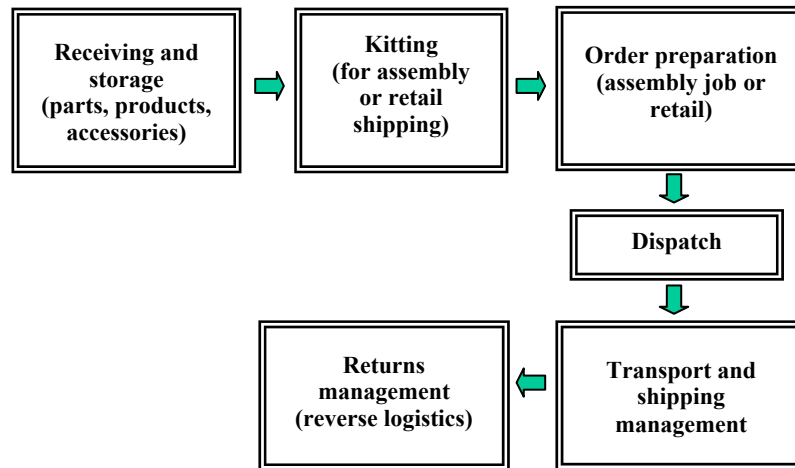 Receiving and
storage
(parts, products,
accessories)
Kitting
(for assembly
or retail
shipping)
Order preparation
(assembly job or
retail)
Dispatch
Transport and
shipping
management
Returns
management
(reverse logistics)